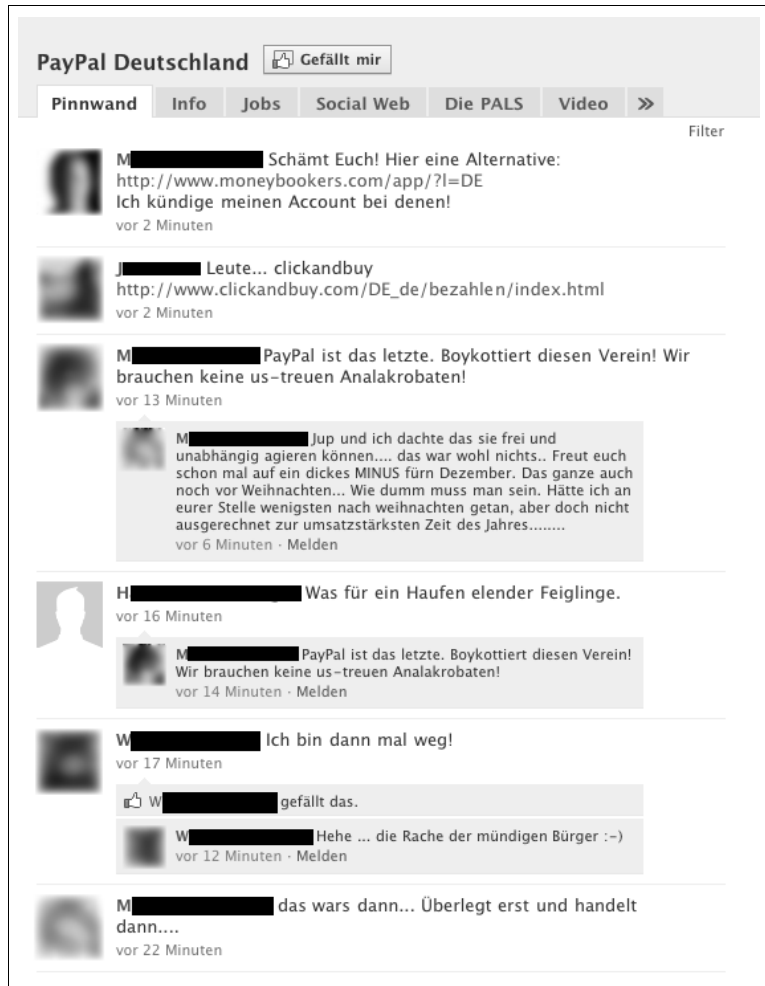 PayPal Deutschland Gefällt mir
Pinnwand Info Jobs Social Web Die PALS Video »
Filter
M Schämt Euch! Hier eine Alternative:
http://www.moneybookers.com/app/?l=DE
Ich kündige meinen Account bei denen!
vor 2 Minuten
J Leute... clickandbuy
http://www.clickandbuy.com/DE_de/bezahlen/index.html
vor 2 Minuten
M PayPal ist das letzte. Boykottiert diesen Verein! Wir
brauchen keine us-treuen Analakrobaten!
vor 13 Minuten
M Jup und ich dachte das sie frei und
unabhängig agieren können.... das war wohl nichts.. Freut euch
schon mal auf ein dickes MINUS fürn Dezember. Das ganze auch
noch vor Weihnachten... Wie dumm muss man sein. Hätte ich an
eurer Stelle wenigsten nach weihnachten getan, aber doch nicht
ausgerechnet zur umsatzstärksten Zeit des Jahres........
vor 6 Minuten · Melden
H Was für ein Haufen elender Feiglinge.
vor 16 Minuten
M PayPal ist das letzte. Boykottiert diesen Verein!
Wir brauchen keine us-treuen Analakrobaten!
vor 14 Minuten · Melden
W Ich bin dann mal weg!
vor 17 Minuten
W gefällt das.
W Hehe ... die Rache der mündigen Bürger :-)
vor 12 Minuten · Melden
M das wars dann... Überlegt erst und handelt
dann....
vor 22 Minuten